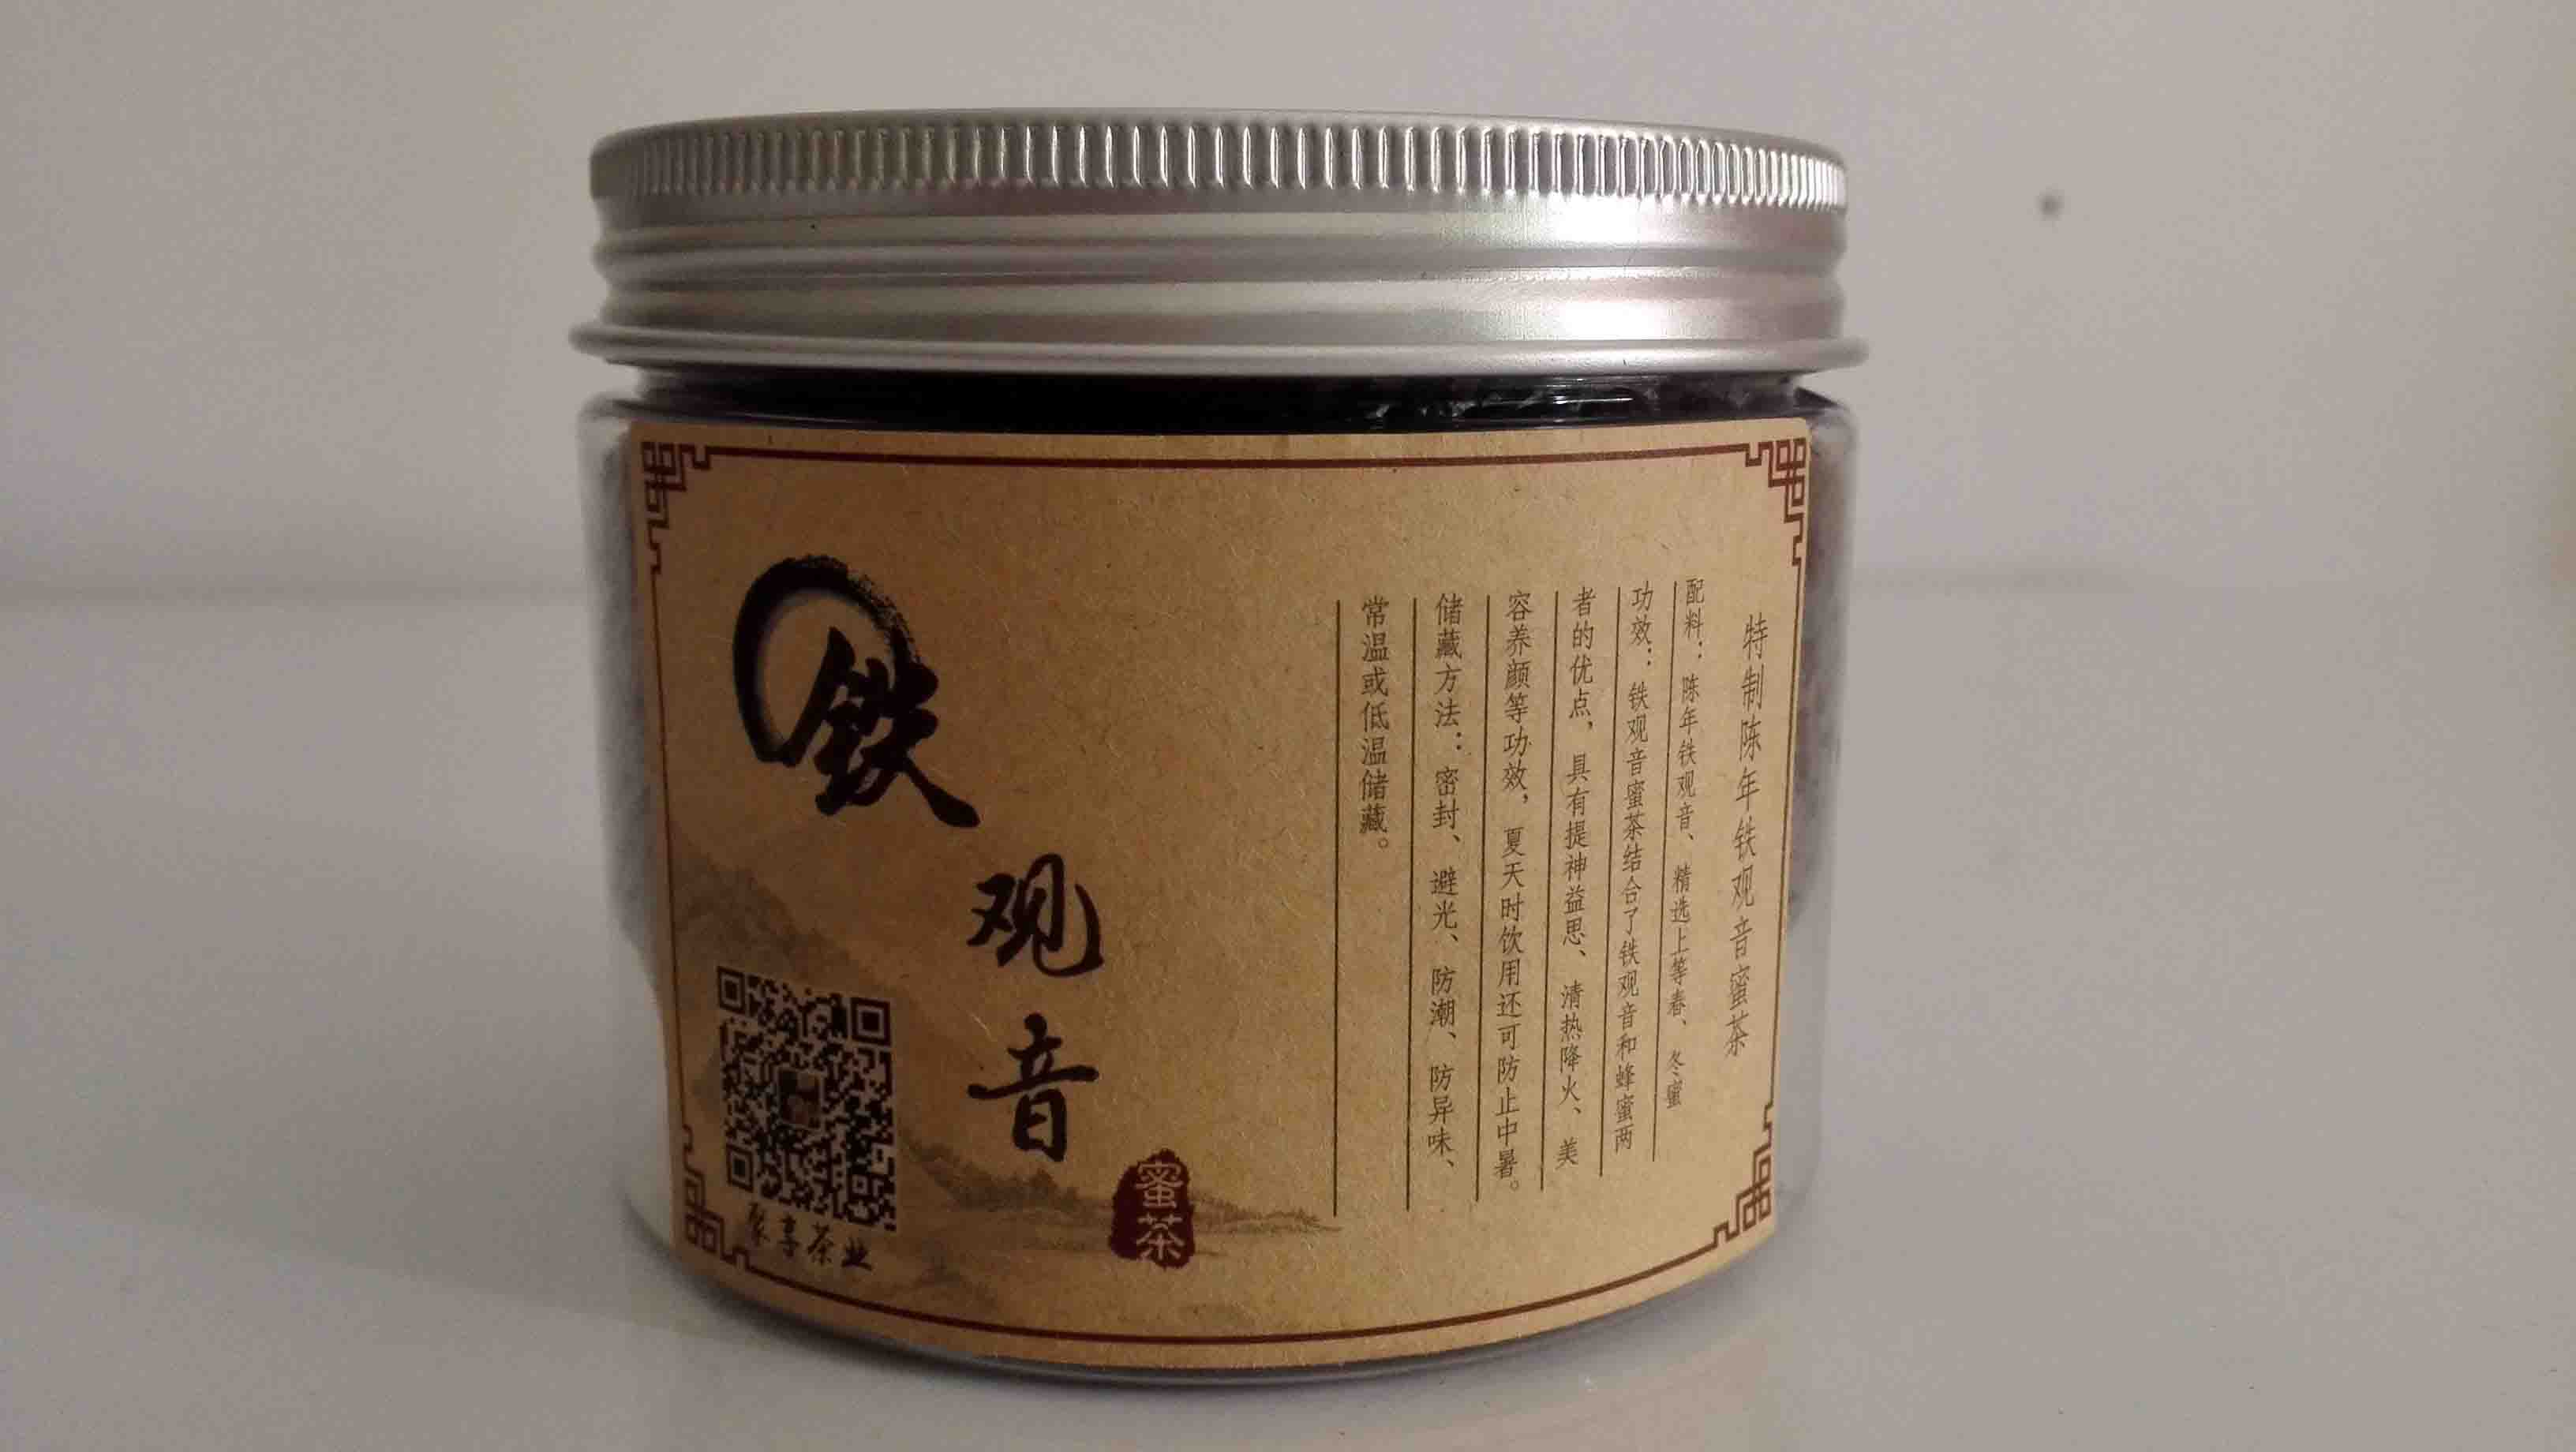 铁
观
音
蜜茶
聚享茶业
特制陈年铁观音蜜茶
配料：陈年铁观音、精选上等春、冬蜜
功效：铁观音蜜茶结合了铁观音和蜂蜜两
者的优点，具有提神益思、清热降火、美
容养颜等功效，夏天时饮用还可防止中暑。
储藏方法：密封、避光、防潮、防异味、
常温或低温储藏。